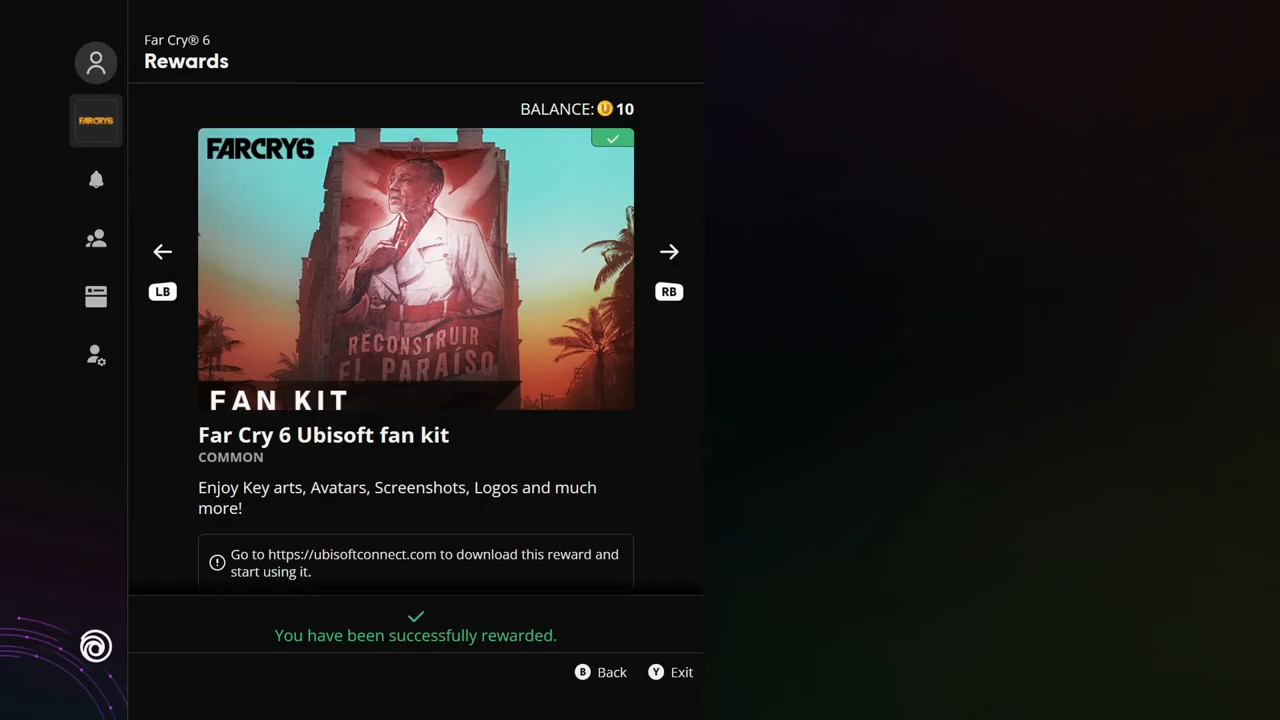 Far Cry® 6
Rewards
FARCRY6
BALANCE: 10
FARCRY6
RECONSTRUIR
EL PARAÍSO
FAN KIT
LB
RB
Far Cry 6 Ubisoft fan kit
COMMON
Enjoy Key arts, Avatars, Screenshots, Logos and much
more!
Go to https://ubisoftconnect.com to download this reward and
start using it.
You have been successfully rewarded.
B Back
Y Exit